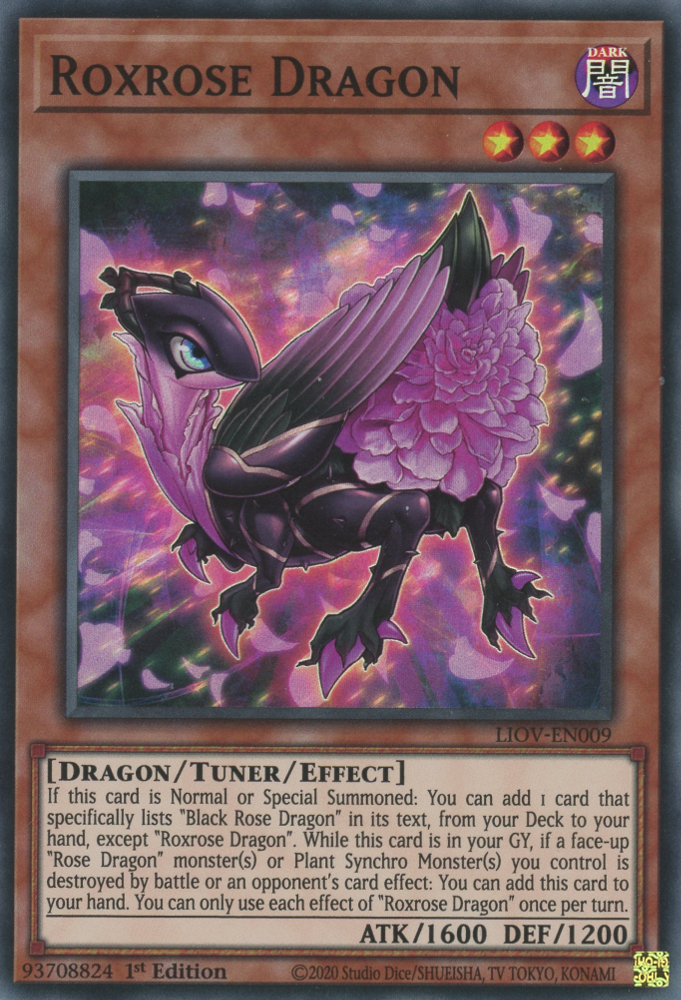 ROXROSE DRAGON
DARK
闇
LIOV-EN009
[DRAGON/TUNER/EFFECT]
If this card is Normal or Special Summoned: You can add 1 card that
specifically lists "Black Rose Dragon" in its text, from your Deck to your
hand, except "Roxrose Dragon". While this card is in your GY, if a face-up
"Rose Dragon" monster(s) or Plant Synchro Monster(s) you control is
destroyed by battle or an opponent's card effect: You can add this card to
your hand. You can only use each effect of "Roxrose Dragon" once per turn.
ATK/1600 DEF/1200
93708824 1st Edition ©2020 Studio Dice/SHUEISHA, TV TOKYO, KONAMI